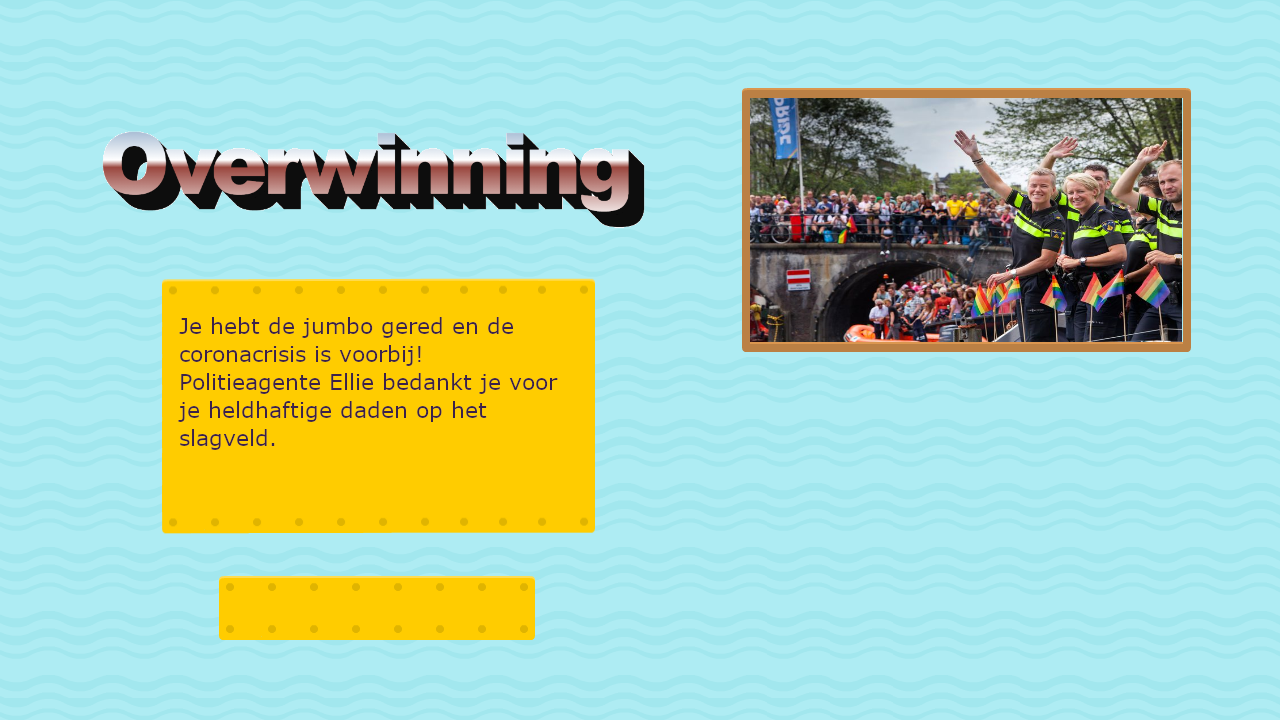 Overwinning
PRIDE
Je hebt de jumbo gered en de
coronacrisis is voorbij!
Politieagente Ellie bedankt je voor
je heldhaftige daden op het
slagveld.